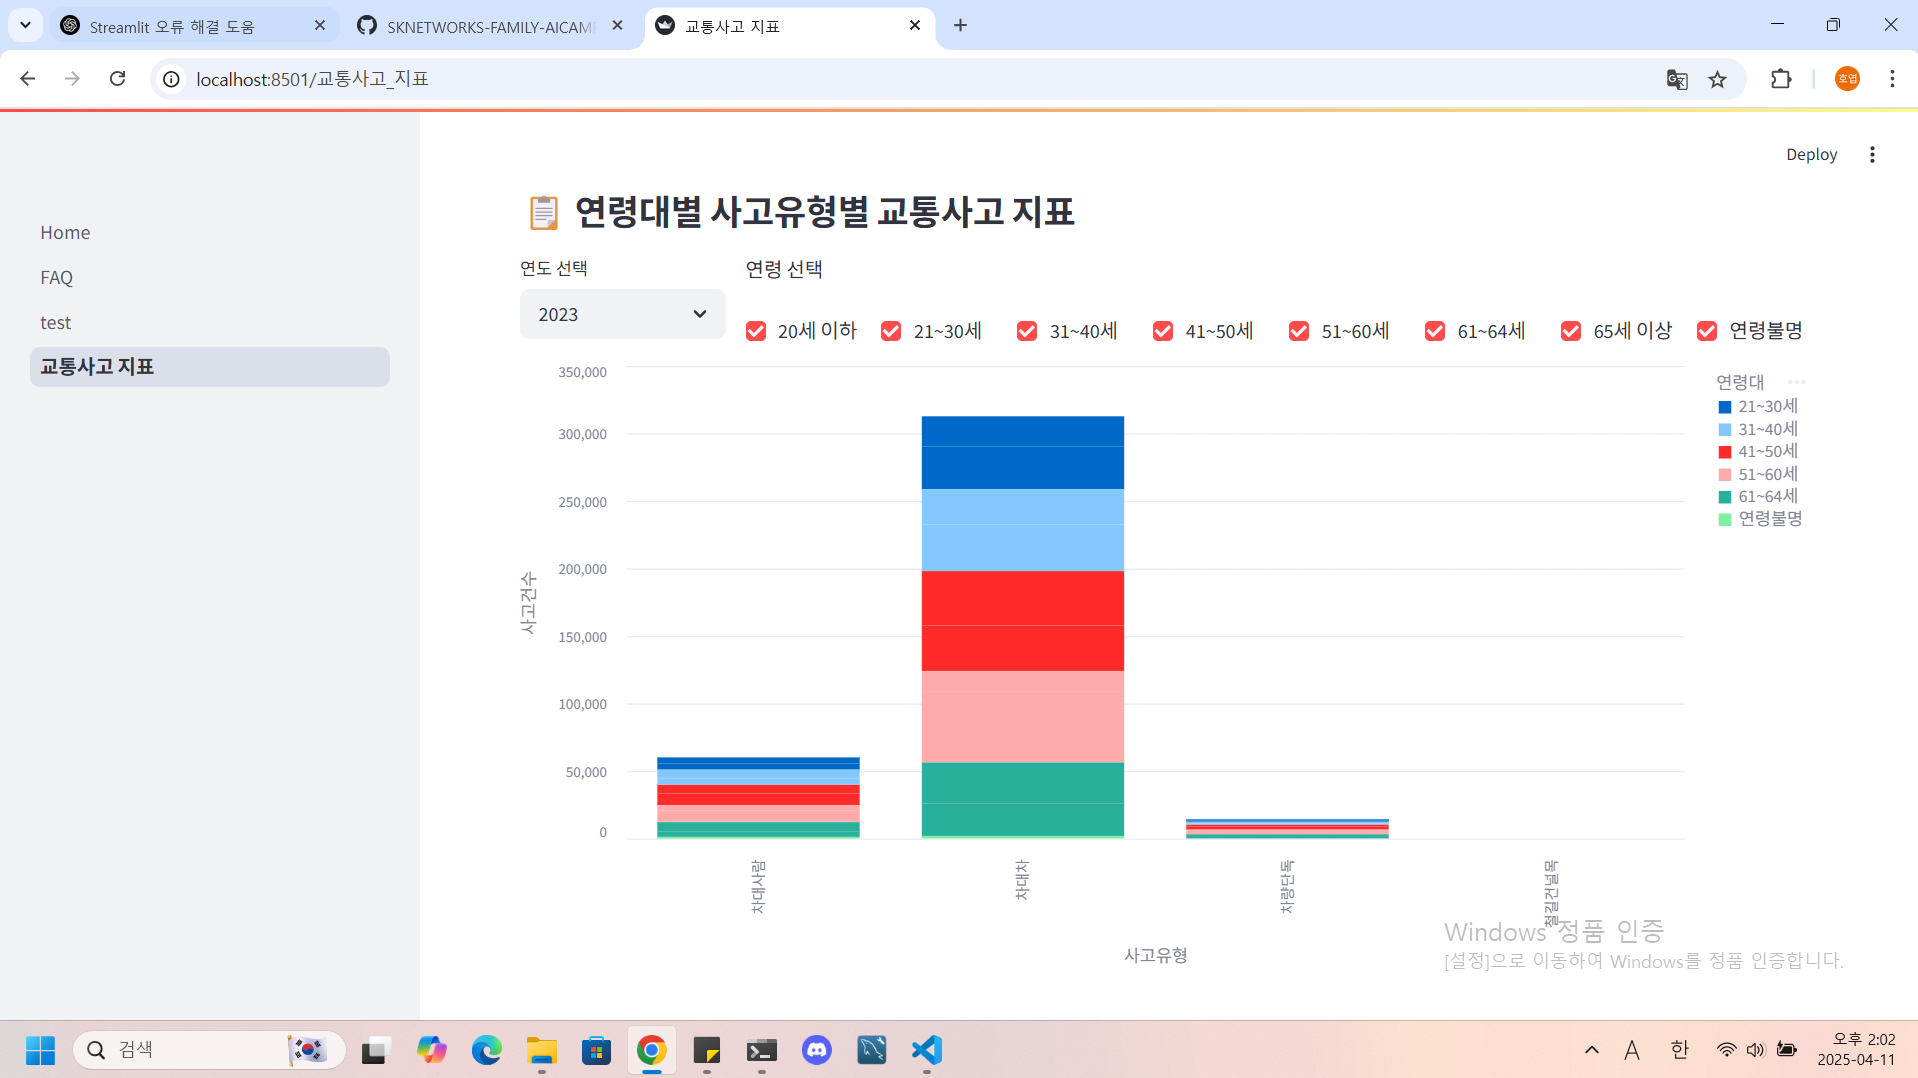 Streamlit 오류 해결 도움
SKNETWORKS-FAMILY-AICAM
교통사고 지표
localhost:8501/교통사고_지표
호엽
Deploy
Home
FAQ
test
교통사고 지표
연령대별 사고유형별 교통사고 지표
연도 선택
2023
연령 선택
20세 이하
21~30세
31~40세
41~50세
51~60세
61~64세
65세 이상
연령불명
350,000
300,000
250,000
200,000
150,000
100,000
50,000
0
사고건수
차대사람
차대차
차량단독
철길건널목
사고유형
연령대
21~30세
31~40세
41~50세
51~60세
61~64세
연령불명
Windows 정품 인증
[설정]으로 이동하여 Windows를 정품 인증합니다.
검색
A
한
오후 2:02
2025-04-11